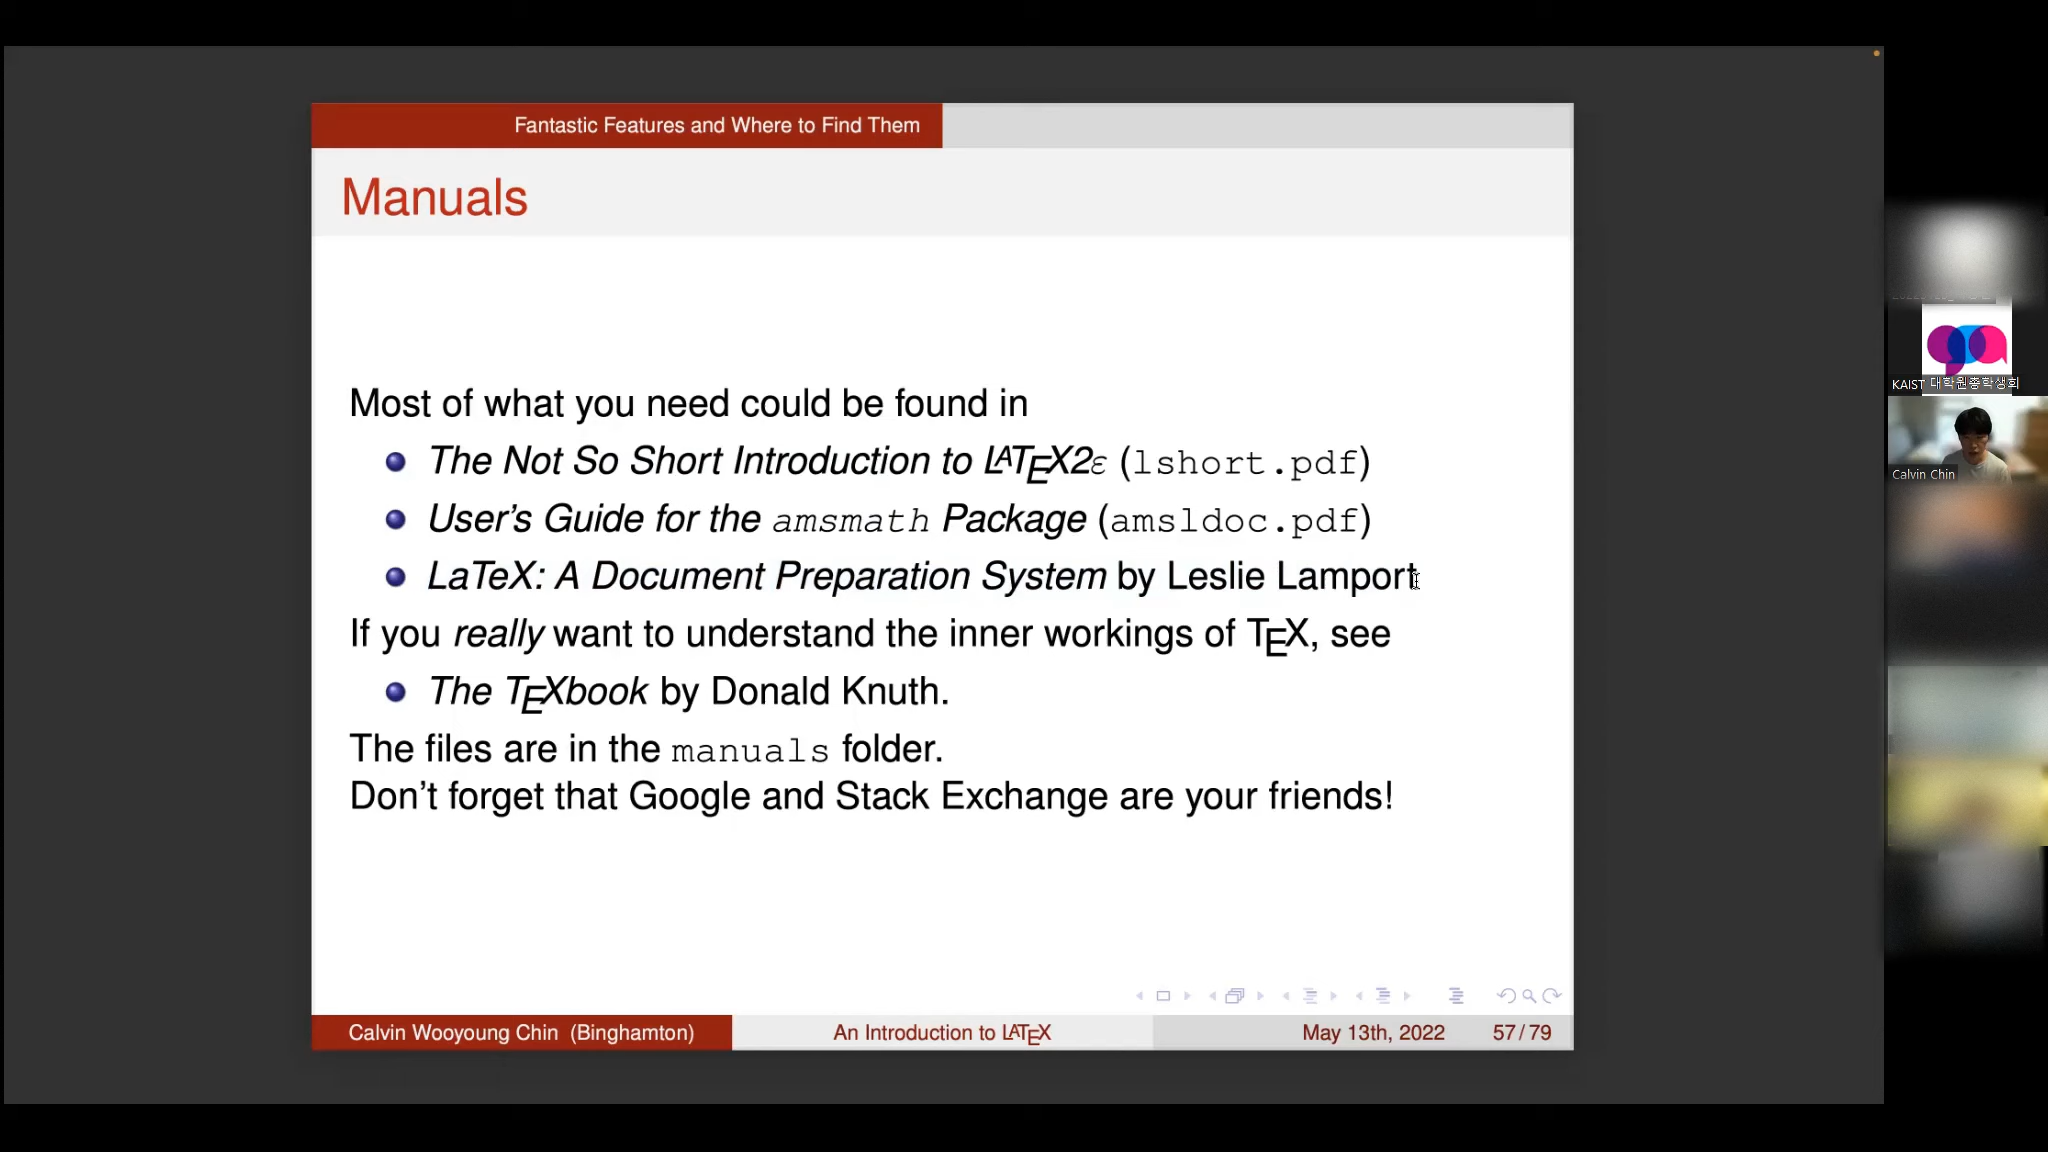 Fantastic Features and Where to Find Them
Manuals
Most of what you need could be found in
The Not So Short Introduction to LATEX2ε (lshort.pdf)
User's Guide for the amsmath Package (amsldoc.pdf)
LaTeX: A Document Preparation System by Leslie Lamport
If you really want to understand the inner workings of TEX, see
The TEXbook by Donald Knuth.
The files are in the manuals folder.
Don't forget that Google and Stack Exchange are your friends!
Calvin Wooyoung Chin (Binghamton)
An Introduction to LATEX
May 13th, 2022
57/79
KAIST 대학원총학생회
Calvin Chin